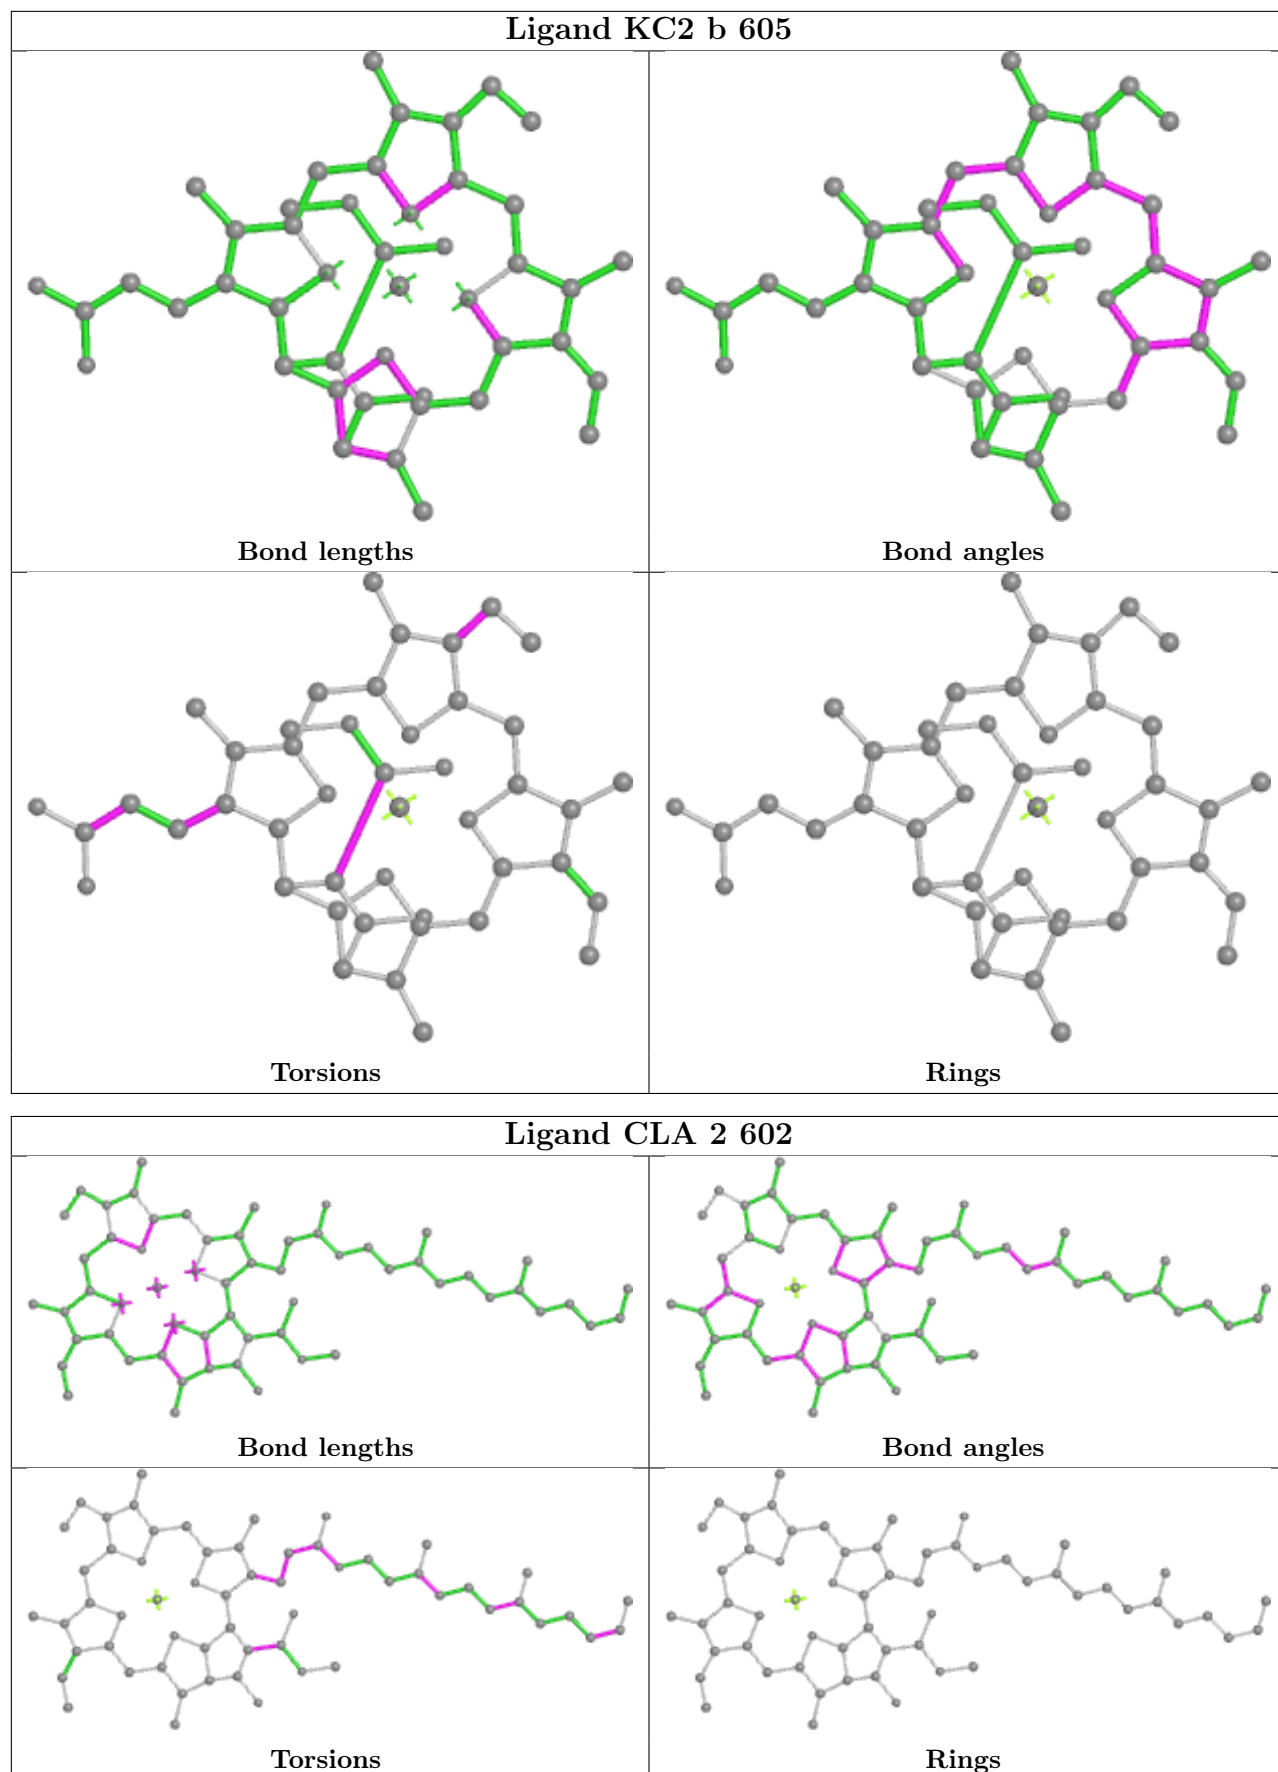 Ligand KC2 b 605
Bond lengths
Bond angles
Torsions
Rings
Ligand CLA 2 602
Bond lengths
Bond angles
Torsions
Rings